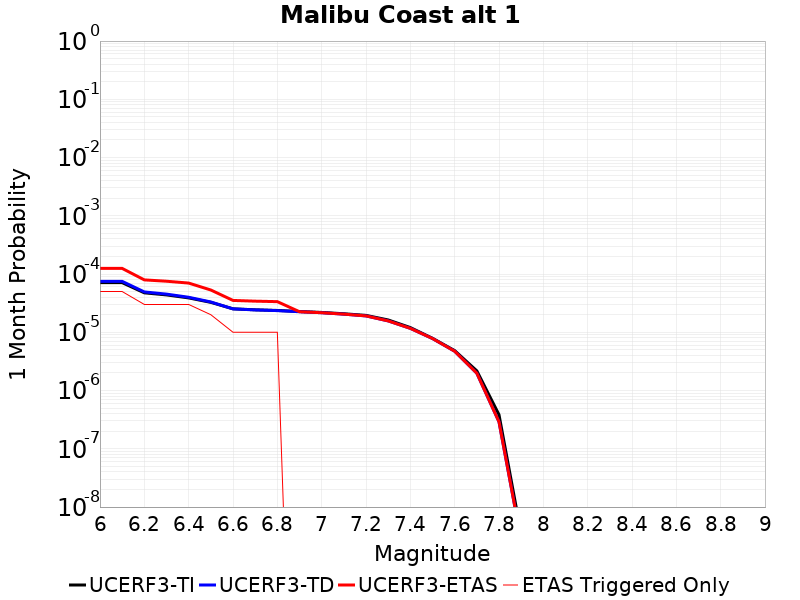 Malibu Coast alt 1
10^0
10^-1
10^-2
10^-3
10^-4
10^-5
10^-6
10^-7
10^-8
1 Month Probability
6 6.2 6.4 6.6 6.8 7 7.2 7.4 7.6 7.8 8 8.2 8.4 8.6 8.8 9
Magnitude
UCERF3-TI UCERF3-TD UCERF3-ETAS ETAS Triggered Only